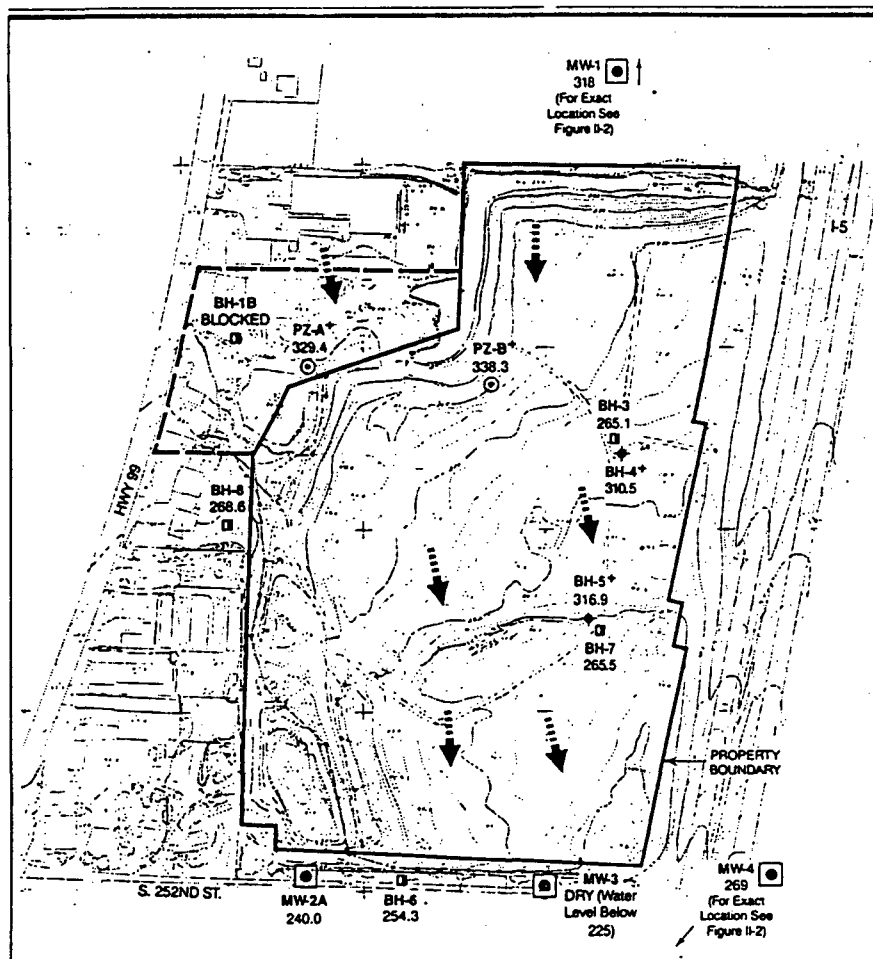 MW-1
318
(For Exact
Location See
Figure II-2)
I-5
BH-1B
BLOCKED
PZ-A+
329.4
PZ-B+
338.3
BH-3
265.1
BH-4+
310.5
HWY 99
BH-8
268.6
BH-5+
316.9
BH-7
265.5
PROPERTY
BOUNDARY
S. 252ND ST.
MW-2A
240.0
BH-6
254.3
MW-3
DRY (Water
Level Below
225)
MW-4
269
(For Exact
Location See
Figure II-2)